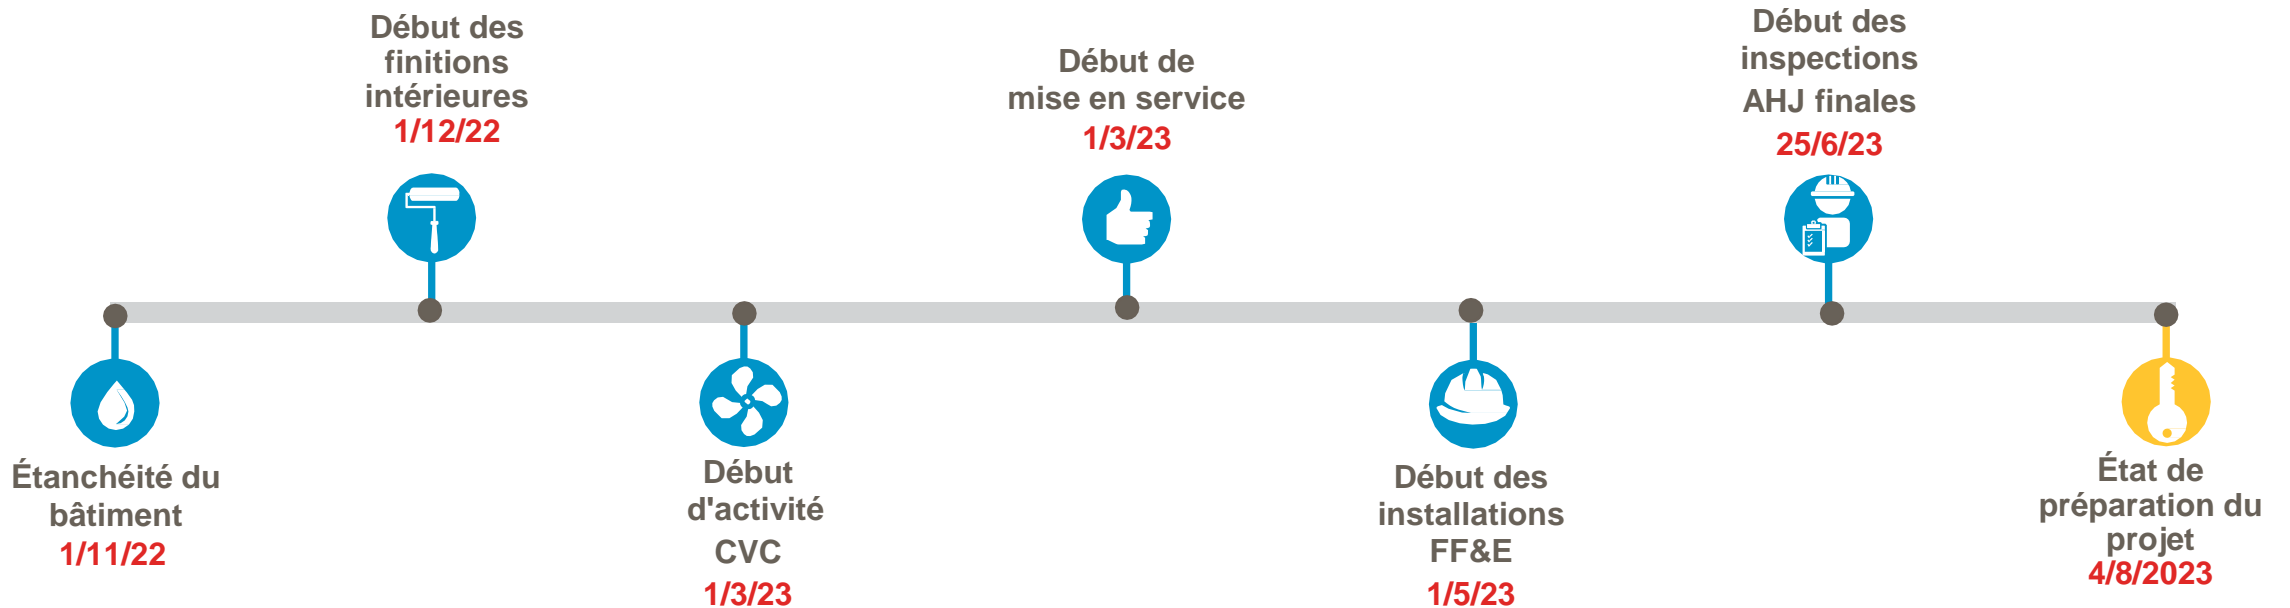 Étanchéité du
bâtiment
1/11/22
Début des
finitions
intérieures
1/12/22
Début
d'activité
CVC
1/3/23
Début de
mise en service
1/3/23
Début des
installations
FF&E
1/5/23
Début des
inspections
AHJ finales
25/6/23
État de
préparation du
projet
4/8/2023